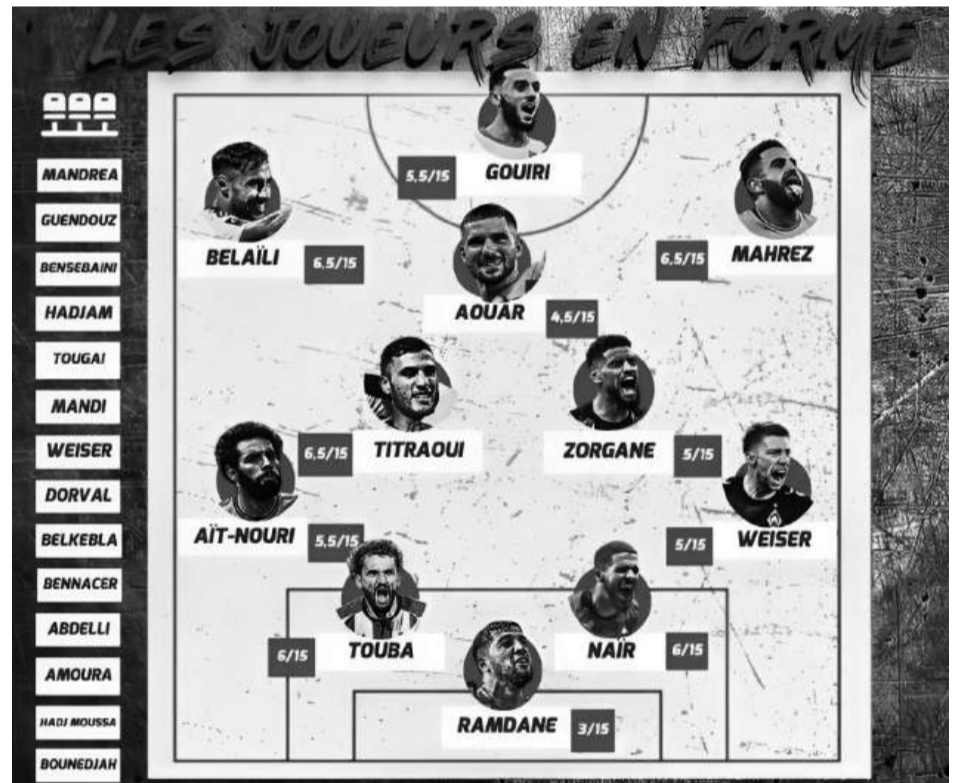 LES JOUEURS EN FORME
MANDREA
GUENDOUZ
BENSEBAINI
HADJAM
TOUGAI
MANDI
WEISER
DORVAL
BELKEBLA
BENNACER
ABDELLI
AMOURA
HADJ MOUSSA
BOUNEDJAH
5,5/15 GOUIRI
BELAÏLI 6,5/15
6,5/15 MAHREZ
AOUAR 4,5/15
6,5/15 TITRAOUI
ZORGANE 5/15
AÏT-NOURI 5,5/15
5/15 WEISER
6/15 TOUBA
NAÏR 6/15
RAMDANE 3/15